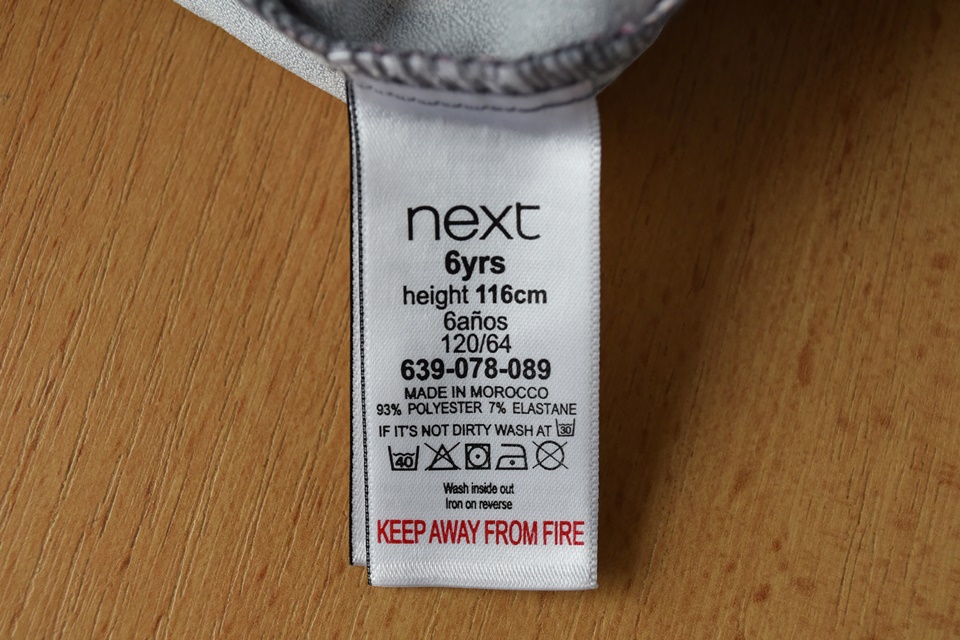 next
6yrs
height 116cm
6años
120/64
639-078-089
MADE IN MOROCCO
93% POLYESTER 7% ELASTANE
IF IT'S NOT DIRTY WASH AT 30
40
Wash inside out
Iron on reverse
KEEP AWAY FROM FIRE